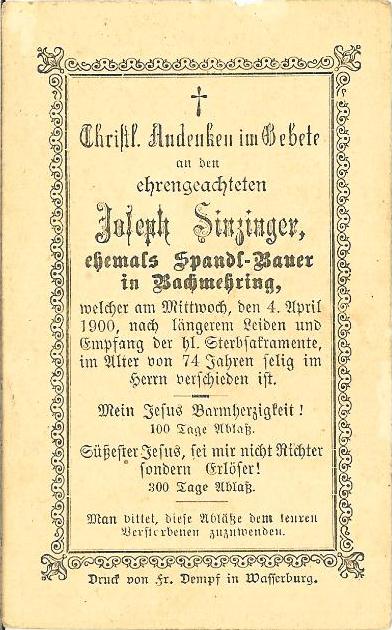 Christl. Andenken im Gebete
an den
ehrengeachteten
Joseph Sinzinger,
ehemals Spandl-Bauer
in Bachmehring,
welcher am Mittwoch, den 4. April
1900, nach längerem Leiden und
Empfang der hl. Sterbsakramente,
im Alter von 74 Jahren selig im
Herrn verschieden ist.
Mein Jesus Barmherzigkeit!
100 Tage Ablaß.
Süßester Jesus, sei mir nicht Richter
sondern Erlöser!
300 Tage Ablaß.
Man bittet, diese Abläße dem teuren
Verstorbenen zuzuwenden.
Druck von Fr. Dempf in Wasserburg.